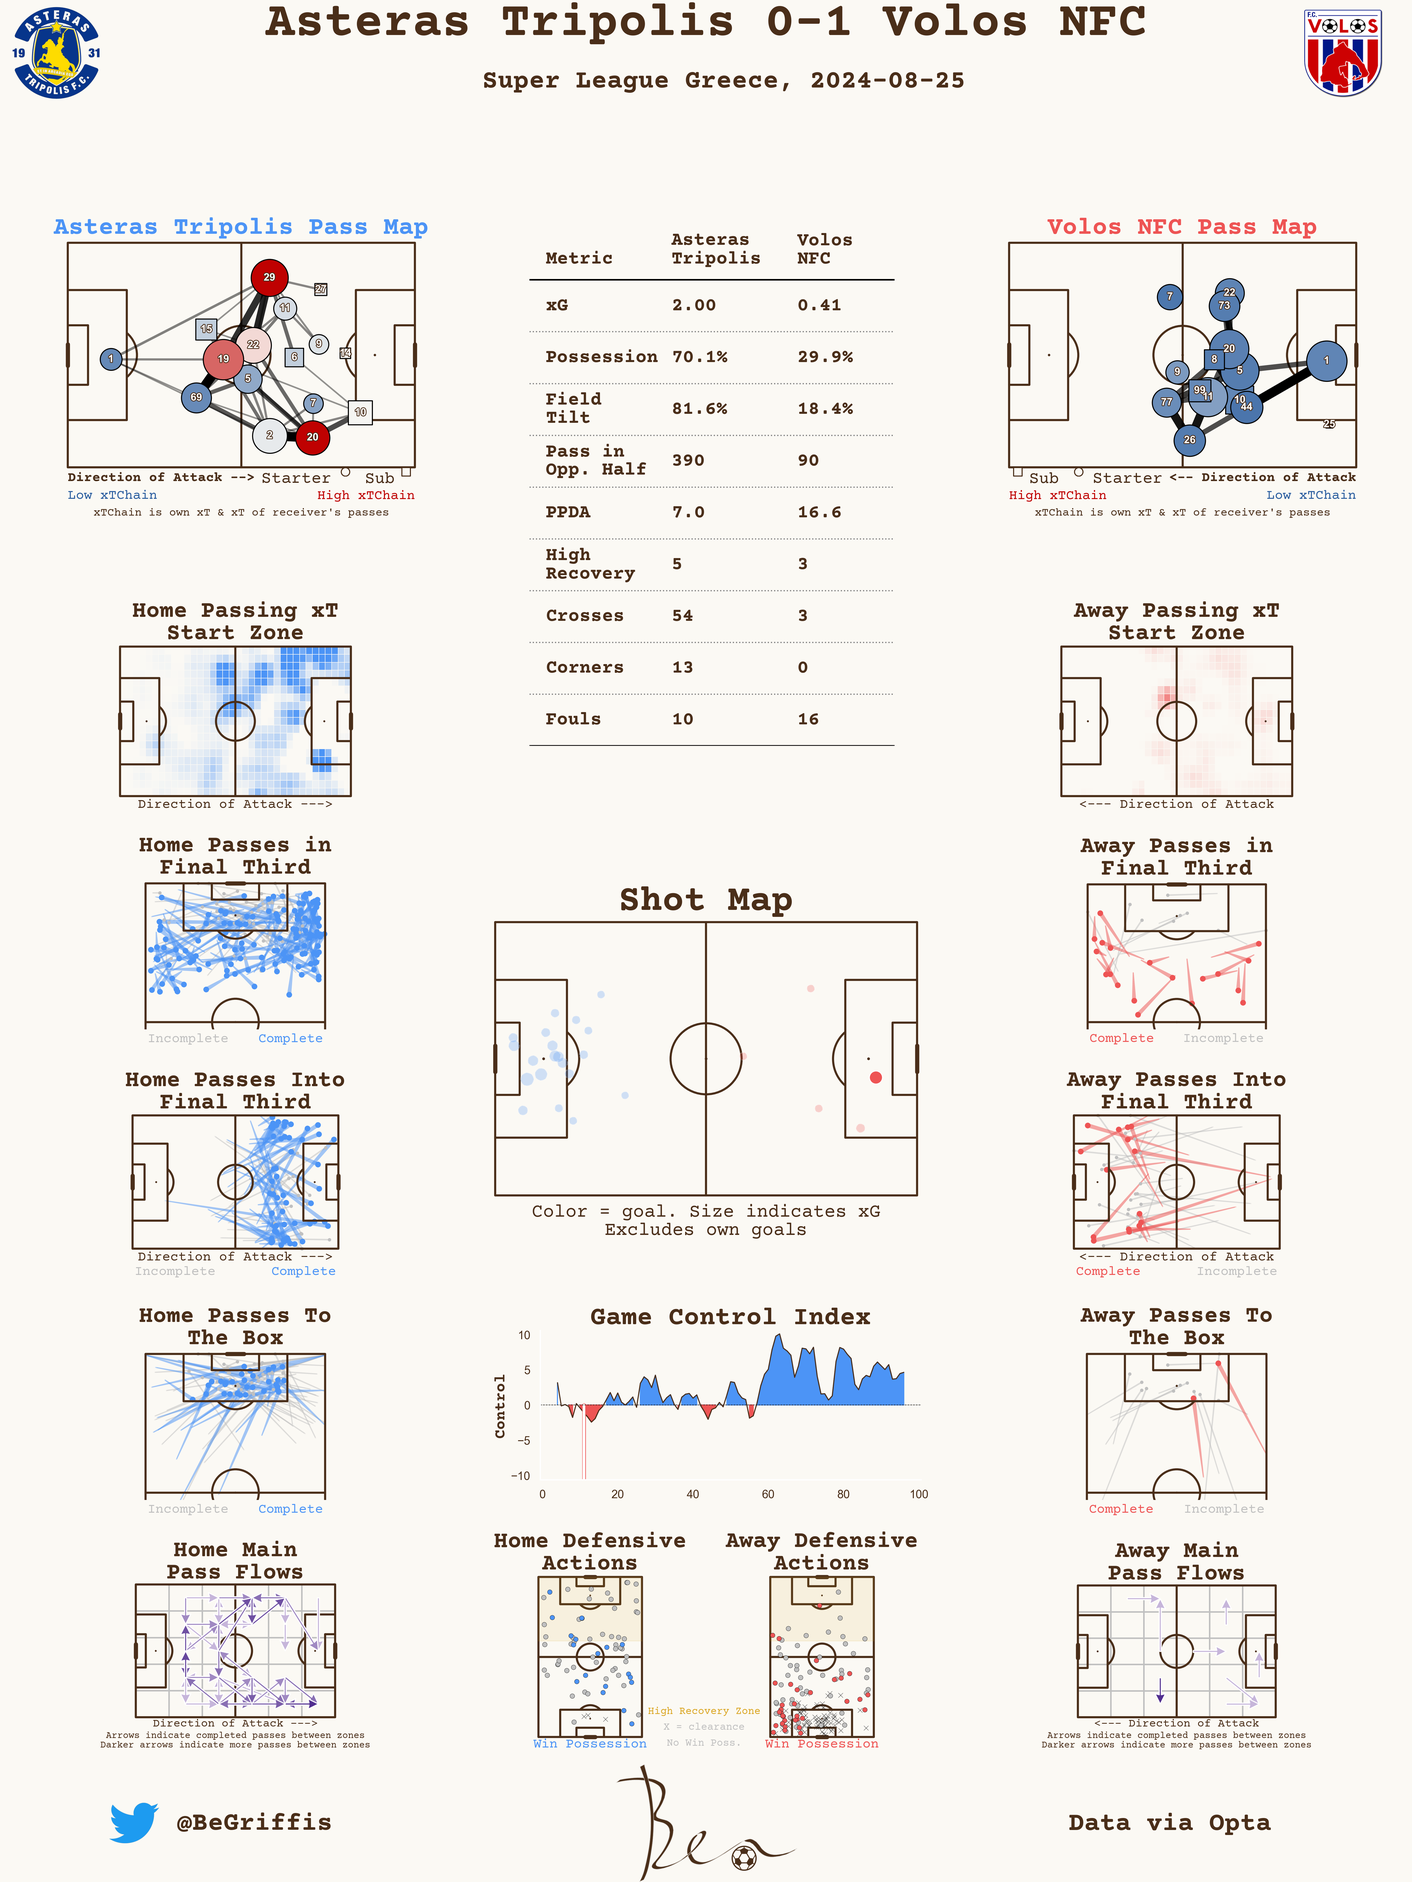 Asteras Tripolis 0-1 Volos NFC
Super League Greece, 2024-08-25
ASTERAS
19 31
TRIPOLIS F.C.
F.C.
VOLOS
Asteras Tripolis Pass Map
29
27
11
15
22
9
14
6
1
19
5
69
7
10
2
20
Direction of Attack --> Starter Sub
Low xTChain High xTChain
xTChain is own xT & xT of receiver's passes
Metric Asteras Tripolis Volos NFC
xG 2.00 0.41
Possession 70.1% 29.9%
Field Tilt 81.6% 18.4%
Pass in Opp. Half 390 90
PPDA 7.0 16.6
High Recovery 5 3
Crosses 54 3
Corners 13 0
Fouls 10 16
Volos NFC Pass Map
7
22
73
20
8
1
9
5
99
11
10
77
44
25
26
Sub Starter <-- Direction of Attack
High xTChain Low xTChain
xTChain is own xT & xT of receiver's passes
Home Passing xT
Start Zone
Direction of Attack --->
Away Passing xT
Start Zone
<--- Direction of Attack
Home Passes in
Final Third
Incomplete Complete
Away Passes in
Final Third
Complete Incomplete
Shot Map
Color = goal. Size indicates xG
Excludes own goals
Home Passes Into
Final Third
Direction of Attack --->
Incomplete Complete
Away Passes Into
Final Third
<--- Direction of Attack
Complete Incomplete
Home Passes To
The Box
Incomplete Complete
Game Control Index
Control
10
5
0
−5
−10
0 20 40 60 80 100
Away Passes To
The Box
Complete Incomplete
Home Main
Pass Flows
Direction of Attack --->
Arrows indicate completed passes between zones
Darker arrows indicate more passes between zones
Home Defensive
Actions
Win Possession
High Recovery Zone
X = clearance
No Win Poss.
Away Defensive
Actions
Win Possession
Away Main
Pass Flows
<--- Direction of Attack
Arrows indicate completed passes between zones
Darker arrows indicate more passes between zones
@BeGriffis
Data via Opta